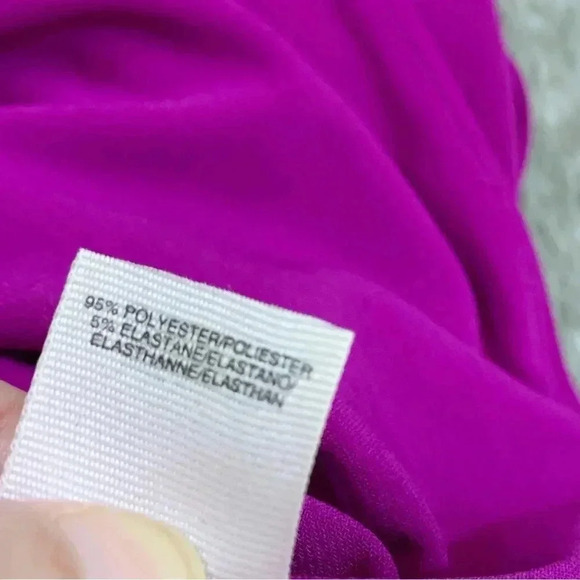 95% POLYESTER/POLIESTER
5% ELASTANE/ELASTANO/
ELASTHANNE/ELASTHAN